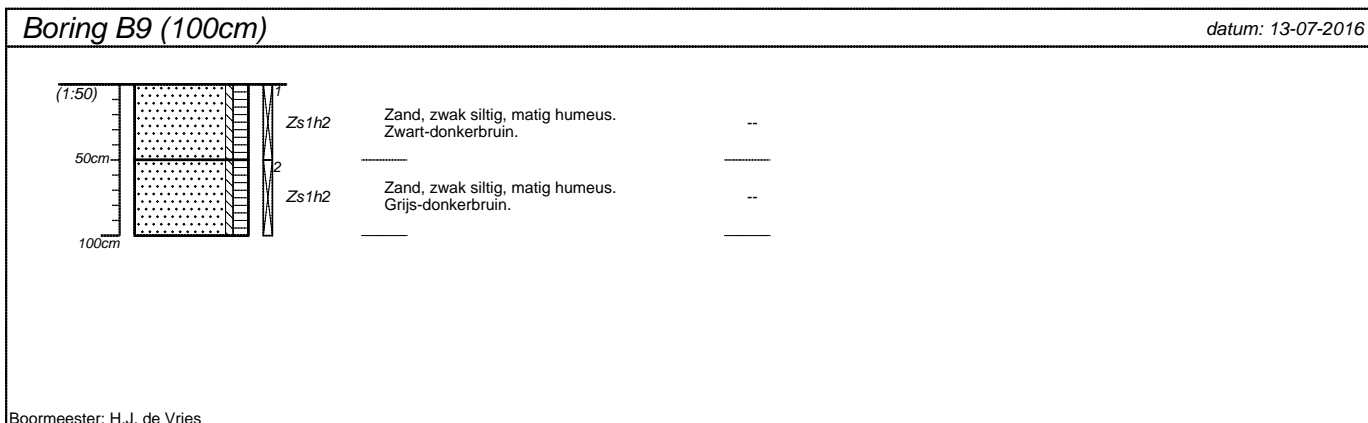 Boring B9 (100cm)
datum: 13-07-2016
(1:50)
1
Zs1h2
Zand, zwak siltig, matig humeus.
Zwart-donkerbruin.
--
50cm
2
Zs1h2
Zand, zwak siltig, matig humeus.
Grijs-donkerbruin.
--
100cm
Boormeester: H.J. de Vries